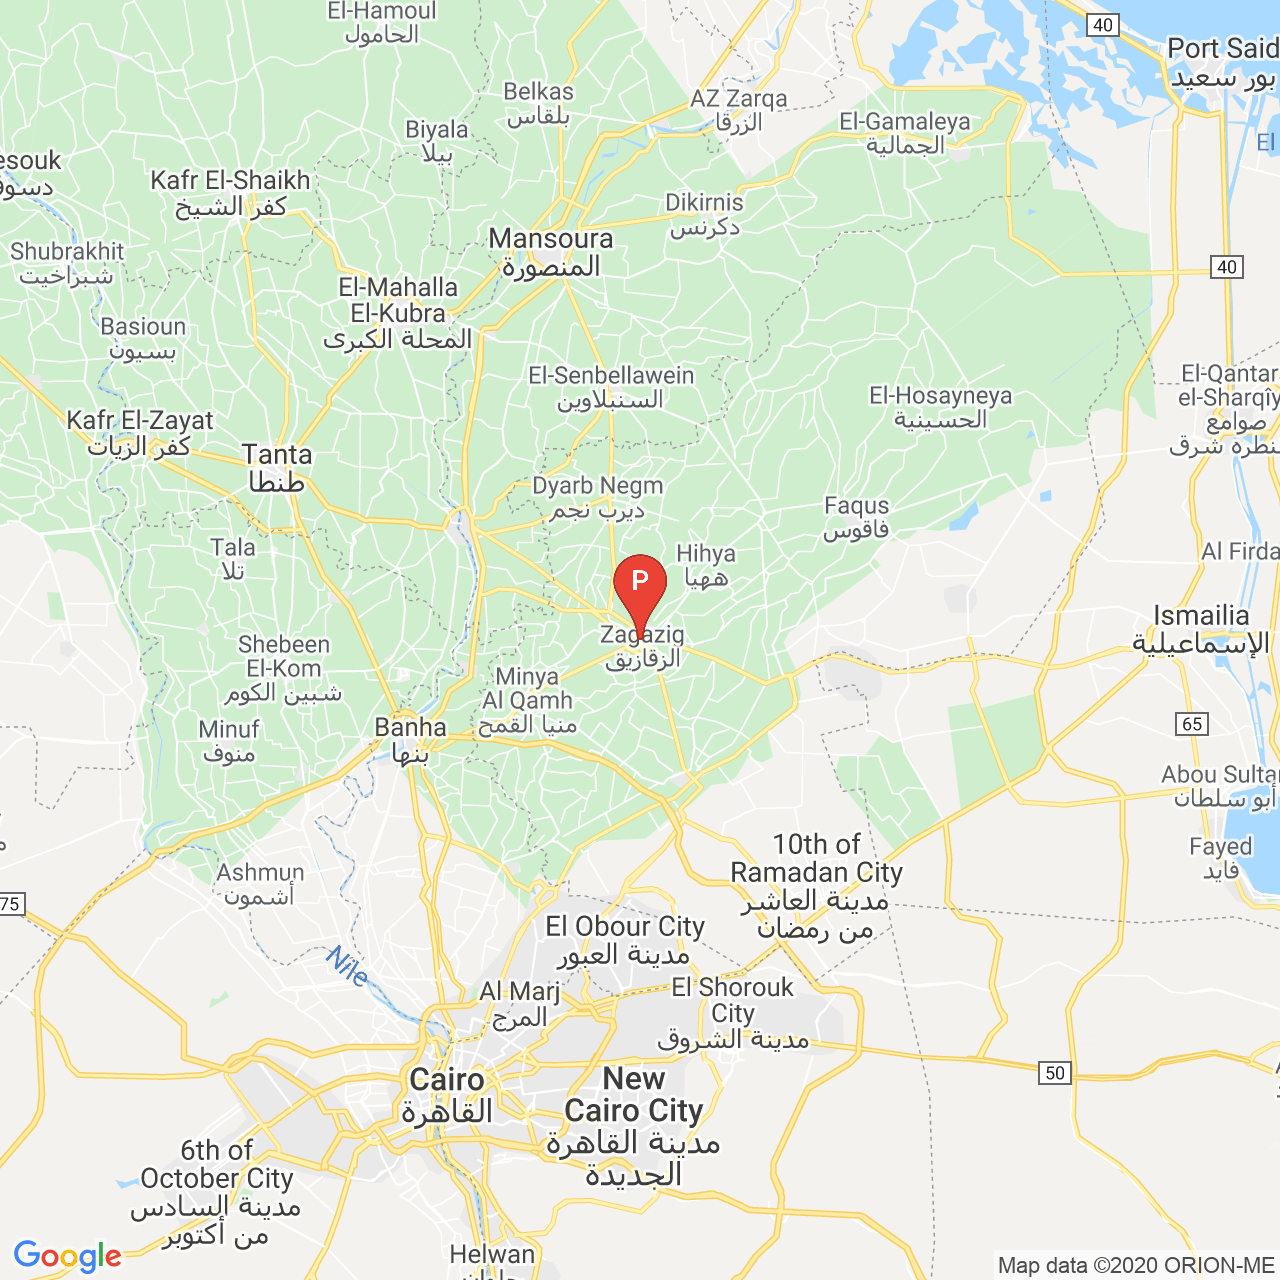 El-Hamoul
الحامول
40
Port Said
بور سعيد
Belkas
بلقاس
AZ Zarqa
الزرقا
El-Gamaleya
الجمالية
Biyala
بيلا
El
esouk
دسوق
Kafr El-Shaikh
كفر الشيخ
Dikirnis
دكرنس
Shubrakhit
شبراخيت
Mansoura
المنصورة
40
El-Mahalla
El-Kubra
المحلة الكبرى
Basioun
بسيون
El-Senbellawein
السنبلاوين
El-Hosayneya
الحسينية
El-Qantar
el-Sharqiy
صوامع
نطره شرق
Kafr El-Zayat
كفر الزيات
Tanta
طنطا
Dyarb Negm
ديرب نجم
Faqus
فاقوس
Tala
تلا
Hihya
ههيا
Al Firda
P
Zagazig
الزقازيق
Ismailia
الإسماعيلية
Shebeen
El-Kom
شبين الكوم
Minya
Al Qamh
منيا القمح
Minuf
منوف
Banha
بنها
65
Abou Sultan
أبو سلطان
10th of
Ramadan City
مدينة العاشر
من رمضان
Fayed
فايد
Ashmun
أشمون
75
El Obour City
مدينة العبور
Nile
Al Marj
المرج
El Shorouk
City
مدينة الشروق
50
Cairo
القاهرة
New
Cairo City
مدينة القاهرة
الجديدة
6th of
October City
مدينة السادس
من أكتوبر
Helwan
حلوان
Google
Map data ©2020 ORION-ME